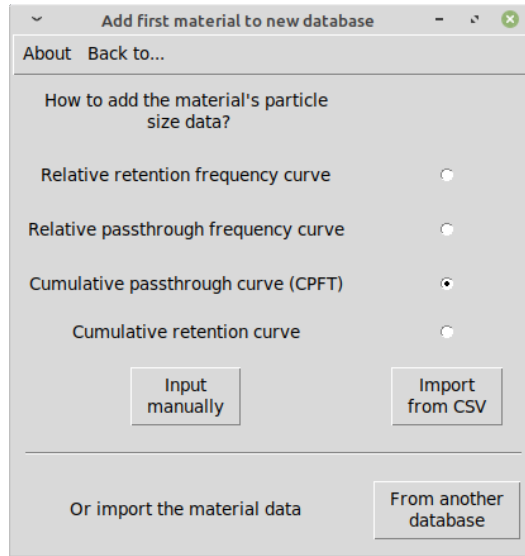 Add first material to new database
About Back to...
How to add the material's particle
size data?
Relative retention frequency curve
Relative passthrough frequency curve
Cumulative passthrough curve (CPFT)
Cumulative retention curve
Input
manually
Import
from CSV
Or import the material data
From another
database